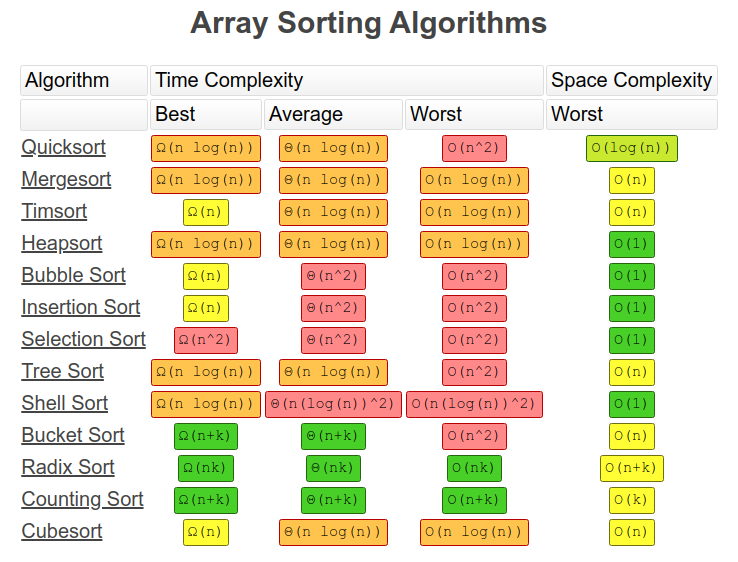 Array Sorting Algorithms
Algorithm Time Complexity Space Complexity
Best Average Worst Worst
Quicksort Ω(n log(n)) Θ(n log(n)) O(n^2) O(log(n))
Mergesort Ω(n log(n)) Θ(n log(n)) O(n log(n)) O(n)
Timsort Ω(n) Θ(n log(n)) O(n log(n)) O(n)
Heapsort Ω(n log(n)) Θ(n log(n)) O(n log(n)) O(1)
Bubble Sort Ω(n) Θ(n^2) O(n^2) O(1)
Insertion Sort Ω(n) Θ(n^2) O(n^2) O(1)
Selection Sort Ω(n^2) Θ(n^2) O(n^2) O(1)
Tree Sort Ω(n log(n)) Θ(n log(n)) O(n^2) O(n)
Shell Sort Ω(n log(n)) Θ(n(log(n))^2) O(n(log(n))^2) O(1)
Bucket Sort Ω(n+k) Θ(n+k) O(n^2) O(n)
Radix Sort Ω(nk) Θ(nk) O(nk) O(n+k)
Counting Sort Ω(n+k) Θ(n+k) O(n+k) O(k)
Cubesort Ω(n) Θ(n log(n)) O(n log(n)) O(n)